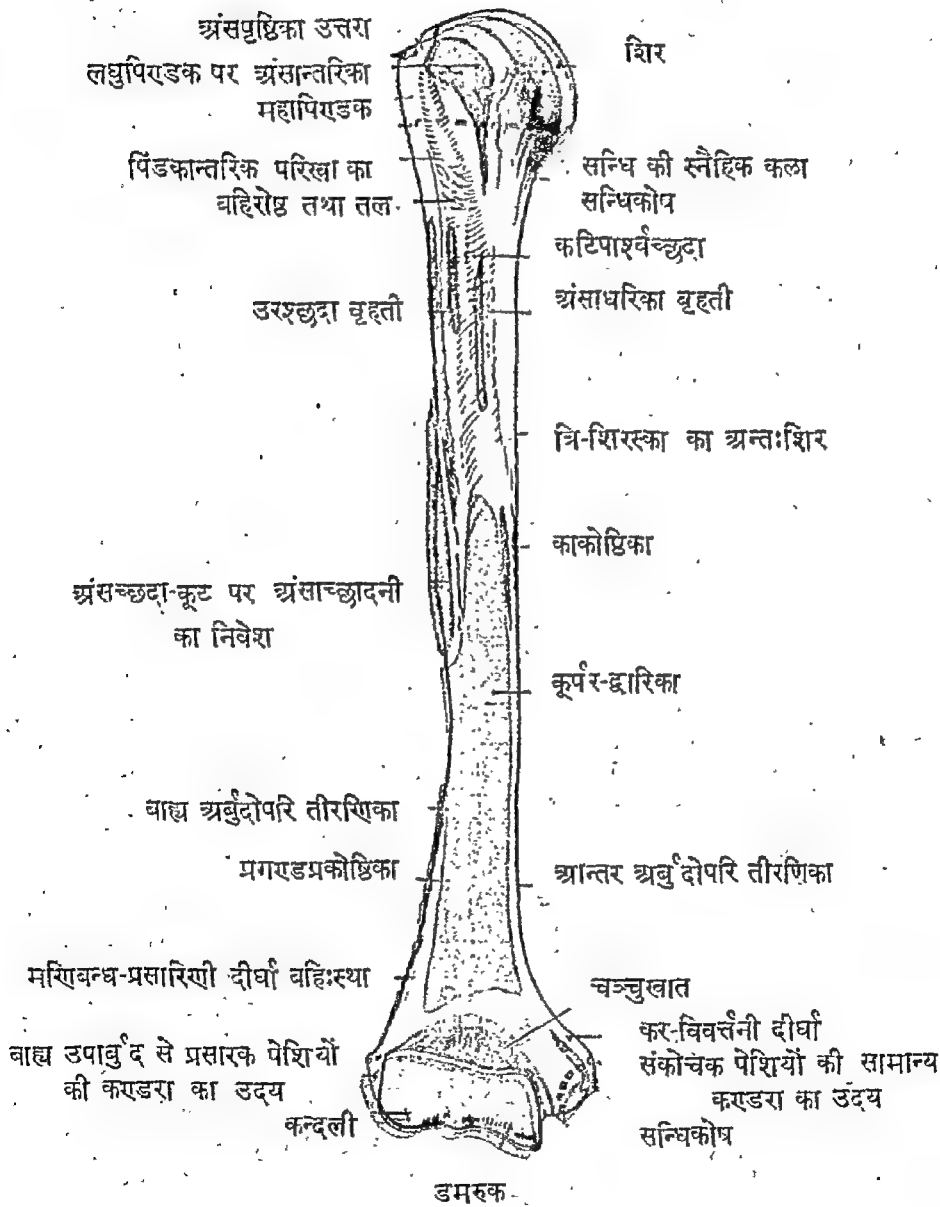 अंसपृष्ठिका उत्तरा
शिर
लघुपिण्डक पर अंसान्तरिका
महापिण्डक
पिंडकान्तरिक परिखा का
बहिरोष्ठ तथा तल
सन्धि की स्नैहिक कला
सन्धिकोष
कटिपार्श्वच्छदा
उरश्छदा वृहती
अंसाधरिका वृहती
त्रि-शिरस्का का अन्तःशिर
काकोष्ठिका
अंसच्छदा-कूट पर अंसाच्छादनी
का निवेश
कूर्पर-द्वारिका
बाह्य अर्बुदोपरि तीरणिका
प्रगण्डप्रकोष्ठिका
आन्तर अर्बुदोपरि तीरणिका
मणिबन्ध-प्रसारिणी दीर्घा बहिःस्था
चञ्चुखात
कर-विवर्त्तनी दीर्घा
बाह्य उपार्बुद से प्रसारक पेशियों
की कण्डरा का उदय
संकोचक पेशियों की सामान्य
कण्डरा का उदय
कन्दली
सन्धिकोष
डमरुक